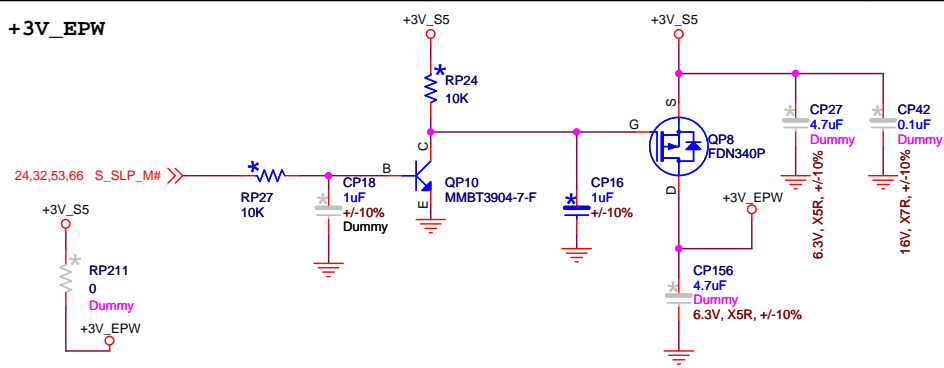 +3V_EPW
+3V_S5
+3V_S5
*
RP24
10K
C
B
E
QP10
MMBT3904-7-F
24,32,53,66 S_SLP_M#
*
RP27
10K
*
CP18
1uF
+/-10%
Dummy
*
CP16
1uF
+/-10%
G
S
D
QP8
FDN340P
*
CP27
4.7uF
Dummy
6.3V, X5R, +/-10%
*
CP42
0.1uF
Dummy
16V, X7R, +/-10%
+3V_EPW
*
CP156
4.7uF
Dummy
6.3V, X5R, +/-10%
+3V_S5
*
RP211
0
Dummy
+3V_EPW